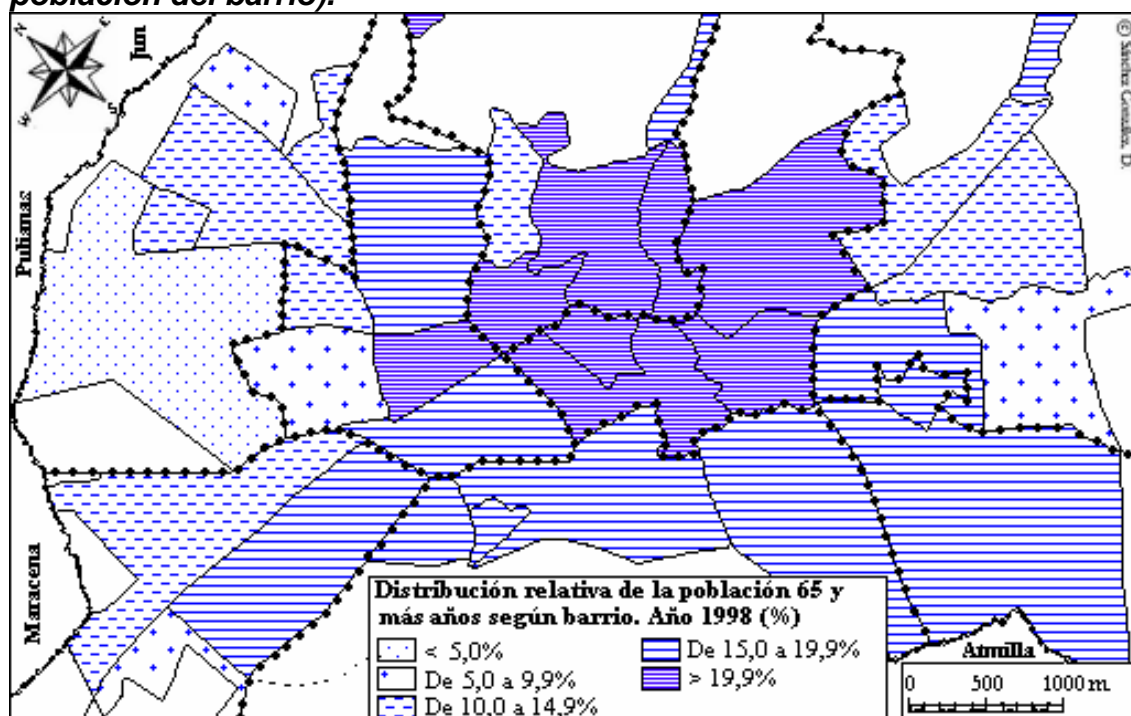 población del barrio).
N
E
S
W
Jun
© Sánchez González, D.
Pulianas
Maracena
Distribución relativa de la población 65 y
más años según barrio. Año 1998 (%)
< 5,0%
De 5,0 a 9,9%
De 10,0 a 14,9%
De 15,0 a 19,9%
> 19,9%
Armilla
0 500 1000 m.